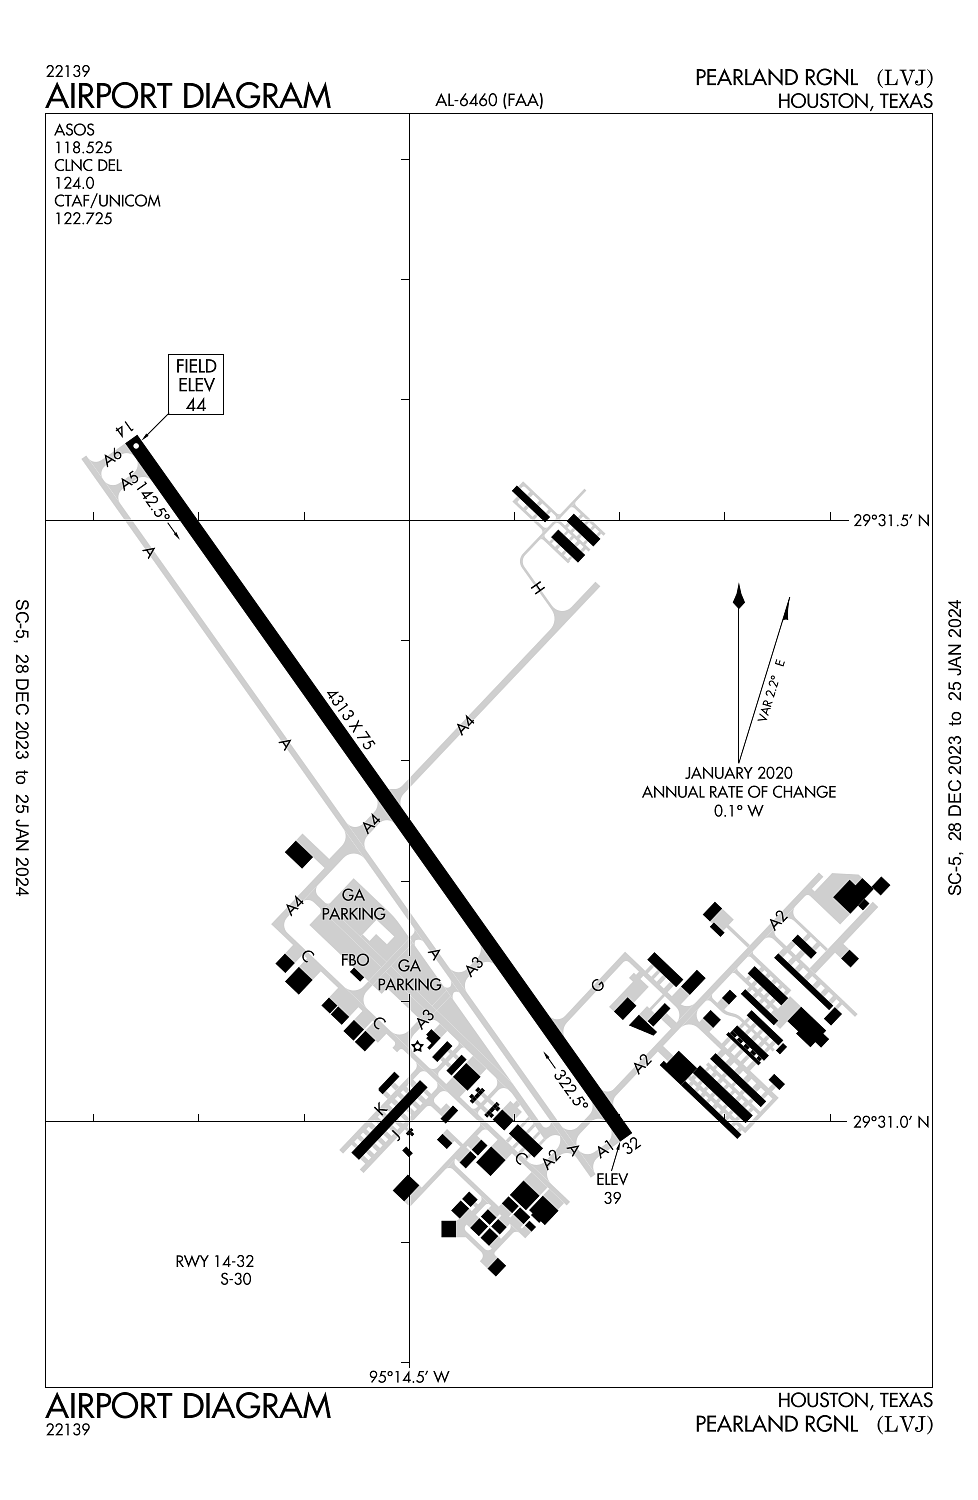 22139
AIRPORT DIAGRAM
AL-6460 (FAA)
PEARLAND RGNL (LVJ)
HOUSTON, TEXAS
ASOS
118.525
CLNC DEL
124.0
CTAF/UNICOM
122.725
FIELD
ELEV
44
14
A6
A5
142.5°
A
29°31.5' N
H
SC-5, 28 DEC 2023 to 25 JAN 2024
SC-5, 28 DEC 2023 to 25 JAN 2024
VAR 2.2° E
4313 X 75
A4
A
JANUARY 2020
ANNUAL RATE OF CHANGE
0.1° W
A4
GA
PARKING
A4
A2
C
FBO
A
A3
GA
PARKING
G
C
A3
A2
322.5°
K
J
29°31.0' N
C
A2
A
A1
32
ELEV
39
RWY 14-32
S-30
95°14.5' W
AIRPORT DIAGRAM
22139
HOUSTON, TEXAS
PEARLAND RGNL (LVJ)